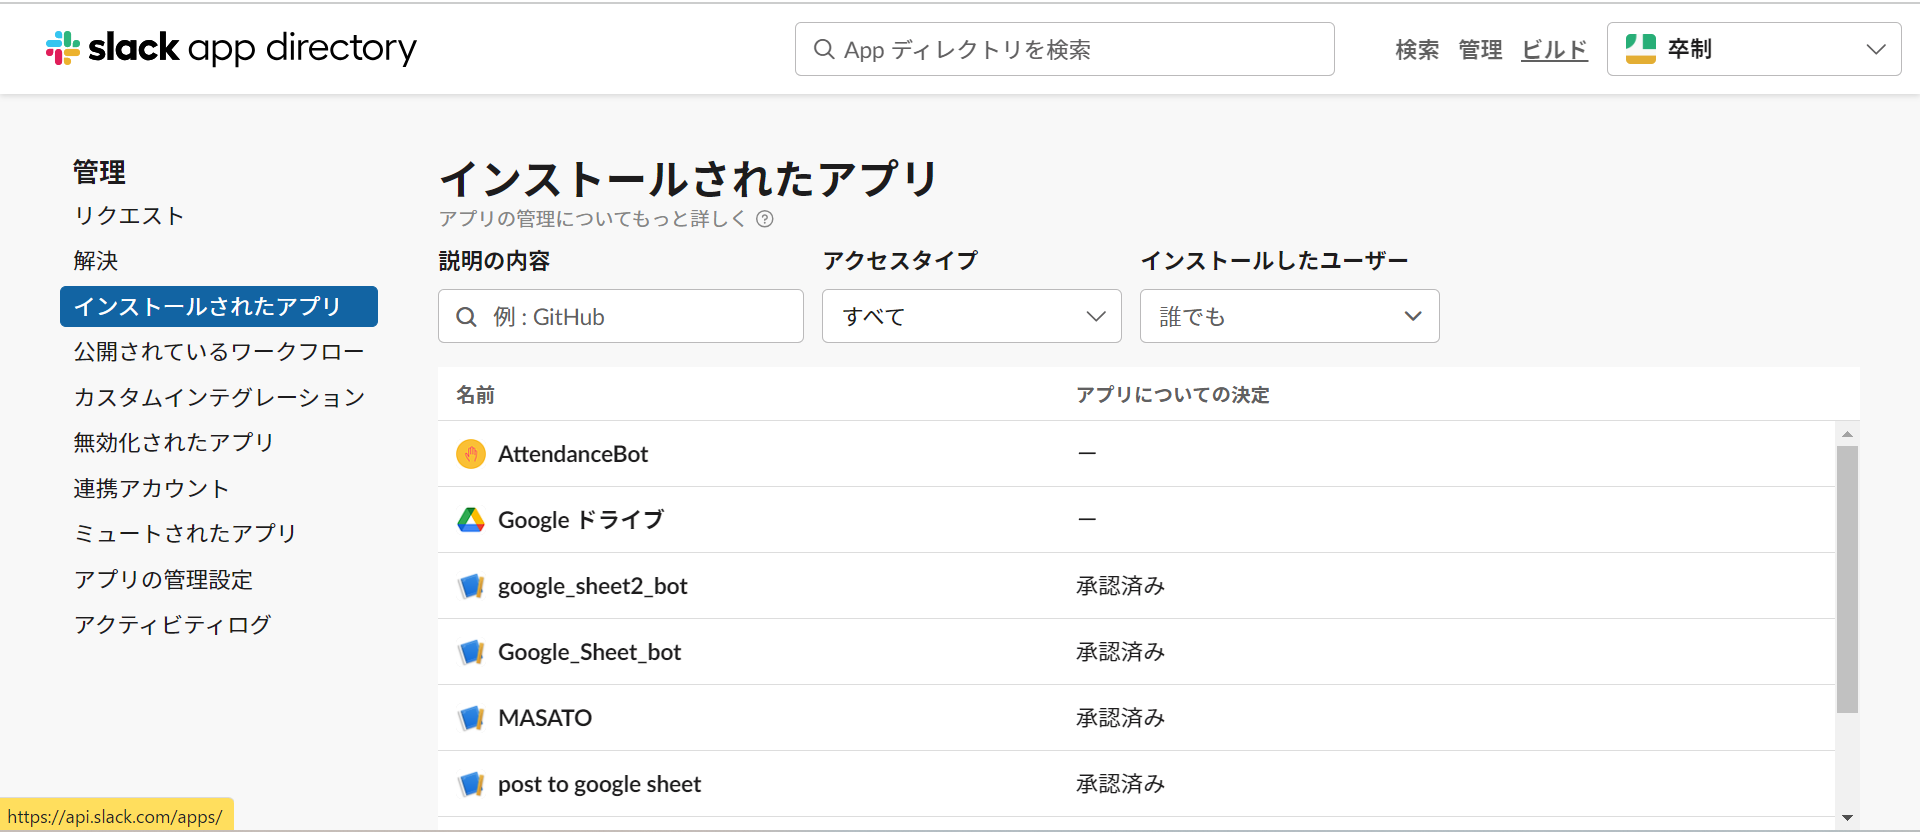 slack app directory
App ディレクトリを検索
検索 管理 ビルド
卒制
管理
リクエスト
解決
インストールされたアプリ
公開されているワークフロー
カスタムインテグレーション
無効化されたアプリ
連携アカウント
ミュートされたアプリ
アプリの管理設定
アクティビティログ
インストールされたアプリ
アプリの管理についてもっと詳しく ?
説明の内容 アクセスタイプ インストールしたユーザー
例 : GitHub すべて 誰でも
名前 アプリについての決定
AttendanceBot —
Google ドライブ —
google_sheet2_bot 承認済み
Google_Sheet_bot 承認済み
MASATO 承認済み
post to google sheet 承認済み
https://api.slack.com/apps/